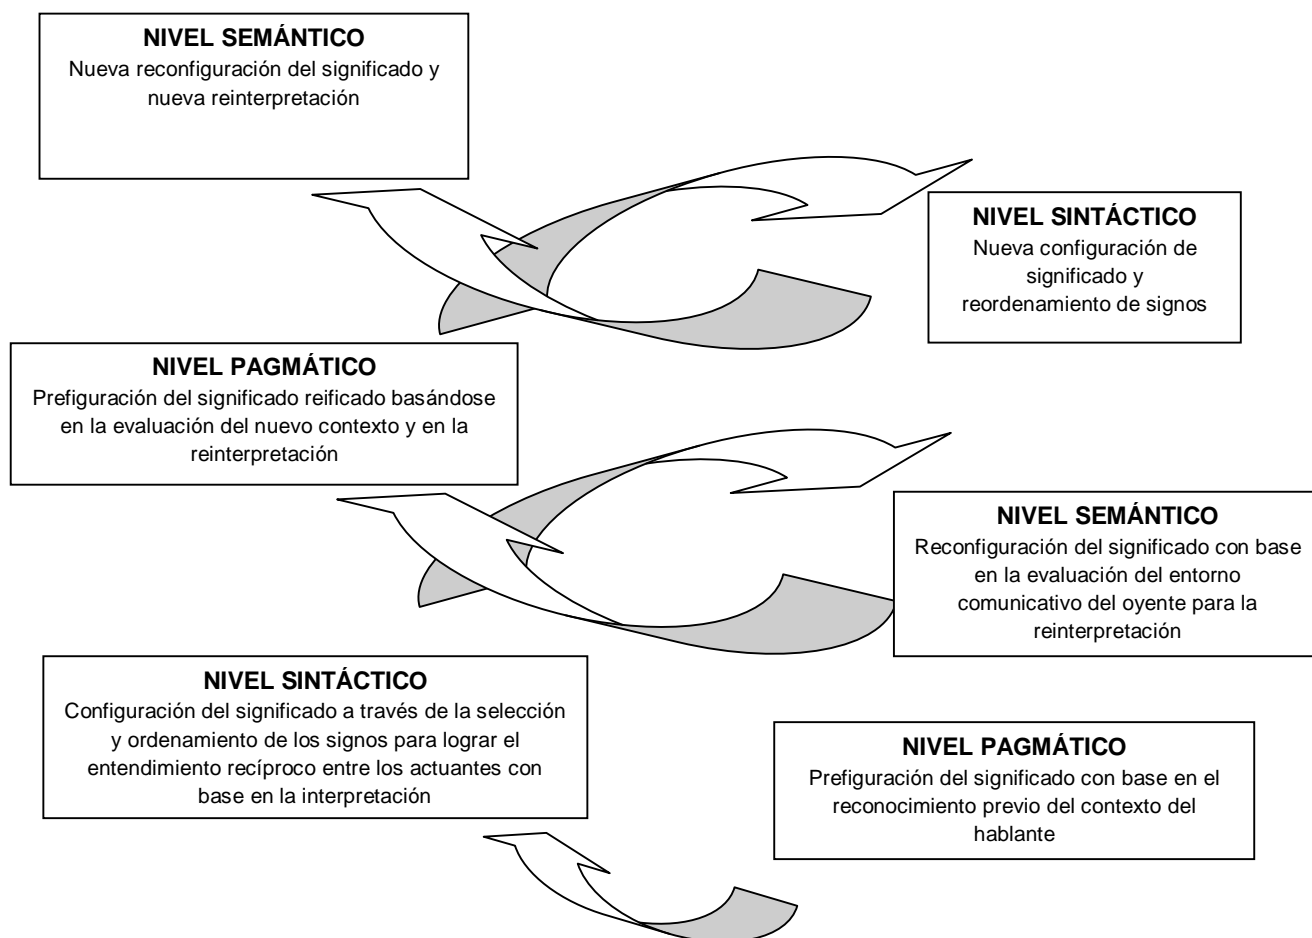 NIVEL SEMÁNTICO
Nueva reconfiguración del significado y
nueva reinterpretación
NIVEL SINTÁCTICO
Nueva configuración de
significado y
reordenamiento de signos
NIVEL PAGMÁTICO
Prefiguración del significado reificado basándose
en la evaluación del nuevo contexto y en la
reinterpretación
NIVEL SEMÁNTICO
Reconfiguración del significado con base
en la evaluación del entorno
comunicativo del oyente para la
reinterpretación
NIVEL SINTÁCTICO
Configuración del significado a través de la selección
y ordenamiento de los signos para lograr el
entendimiento recíproco entre los actuantes con
base en la interpretación
NIVEL PAGMÁTICO
Prefiguración del significado con base en el
reconocimiento previo del contexto del
hablante